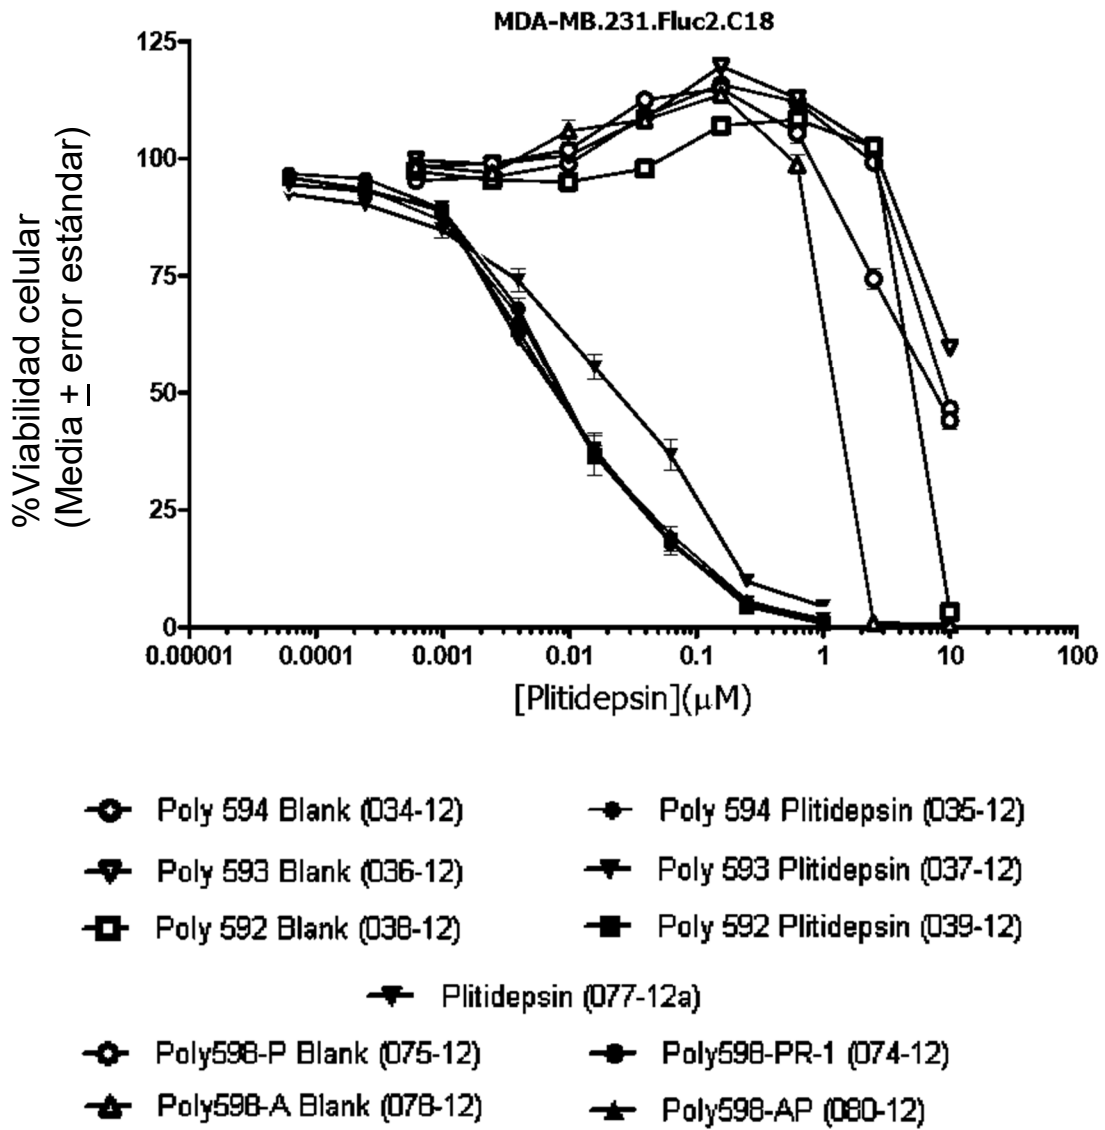 MDA-MB.231.Fluc2.C18
%Viabilidad celular
(Media ± error estándar)
125
100
75
50
25
0
0.00001 0.0001 0.001 0.01 0.1 1 10 100
[Plitidepsin](μM)
Poly 594 Blank (034-12) Poly 594 Plitidepsin (035-12)
Poly 593 Blank (036-12) Poly 593 Plitidepsin (037-12)
Poly 592 Blank (038-12) Poly 592 Plitidepsin (039-12)
Plitidepsin (077-12a)
Poly598-P Blank (075-12) Poly598-PR-1 (074-12)
Poly598-A Blank (078-12) Poly598-AP (080-12)